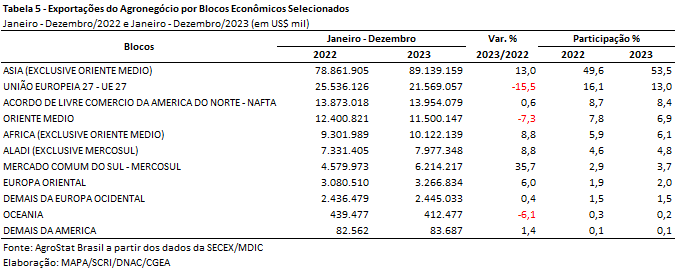 Tabela 5 - Exportações do Agronegócio por Blocos Econômicos Selecionados
Janeiro - Dezembro/2022 e Janeiro - Dezembro/2023 (em US$ mil)
Blocos Janeiro - Dezembro Var. % Participação %
2022 2023 2023/2022 2022 2023
ASIA (EXCLUSIVE ORIENTE MEDIO) 78.861.905 89.139.159 13,0 49,6 53,5
UNIÃO EUROPEIA 27 - UE 27 25.536.126 21.569.057 -15,5 16,1 13,0
ACORDO DE LIVRE COMERCIO DA AMERICA DO NORTE - NAFTA 13.873.018 13.954.079 0,6 8,7 8,4
ORIENTE MEDIO 12.400.821 11.500.147 -7,3 7,8 6,9
AFRICA (EXCLUSIVE ORIENTE MEDIO) 9.301.989 10.122.139 8,8 5,9 6,1
ALADI (EXCLUSIVE MERCOSUL) 7.331.405 7.977.348 8,8 4,6 4,8
MERCADO COMUM DO SUL - MERCOSUL 4.579.973 6.214.217 35,7 2,9 3,7
EUROPA ORIENTAL 3.080.510 3.266.834 6,0 1,9 2,0
DEMAIS DA EUROPA OCIDENTAL 2.436.479 2.445.033 0,4 1,5 1,5
OCEANIA 439.477 412.477 -6,1 0,3 0,2
DEMAIS DA AMERICA 82.562 83.687 1,4 0,1 0,1
Fonte: AgroStat Brasil a partir dos dados da SECEX/MDIC
Elaboração: MAPA/SCRI/DNAC/CGEA